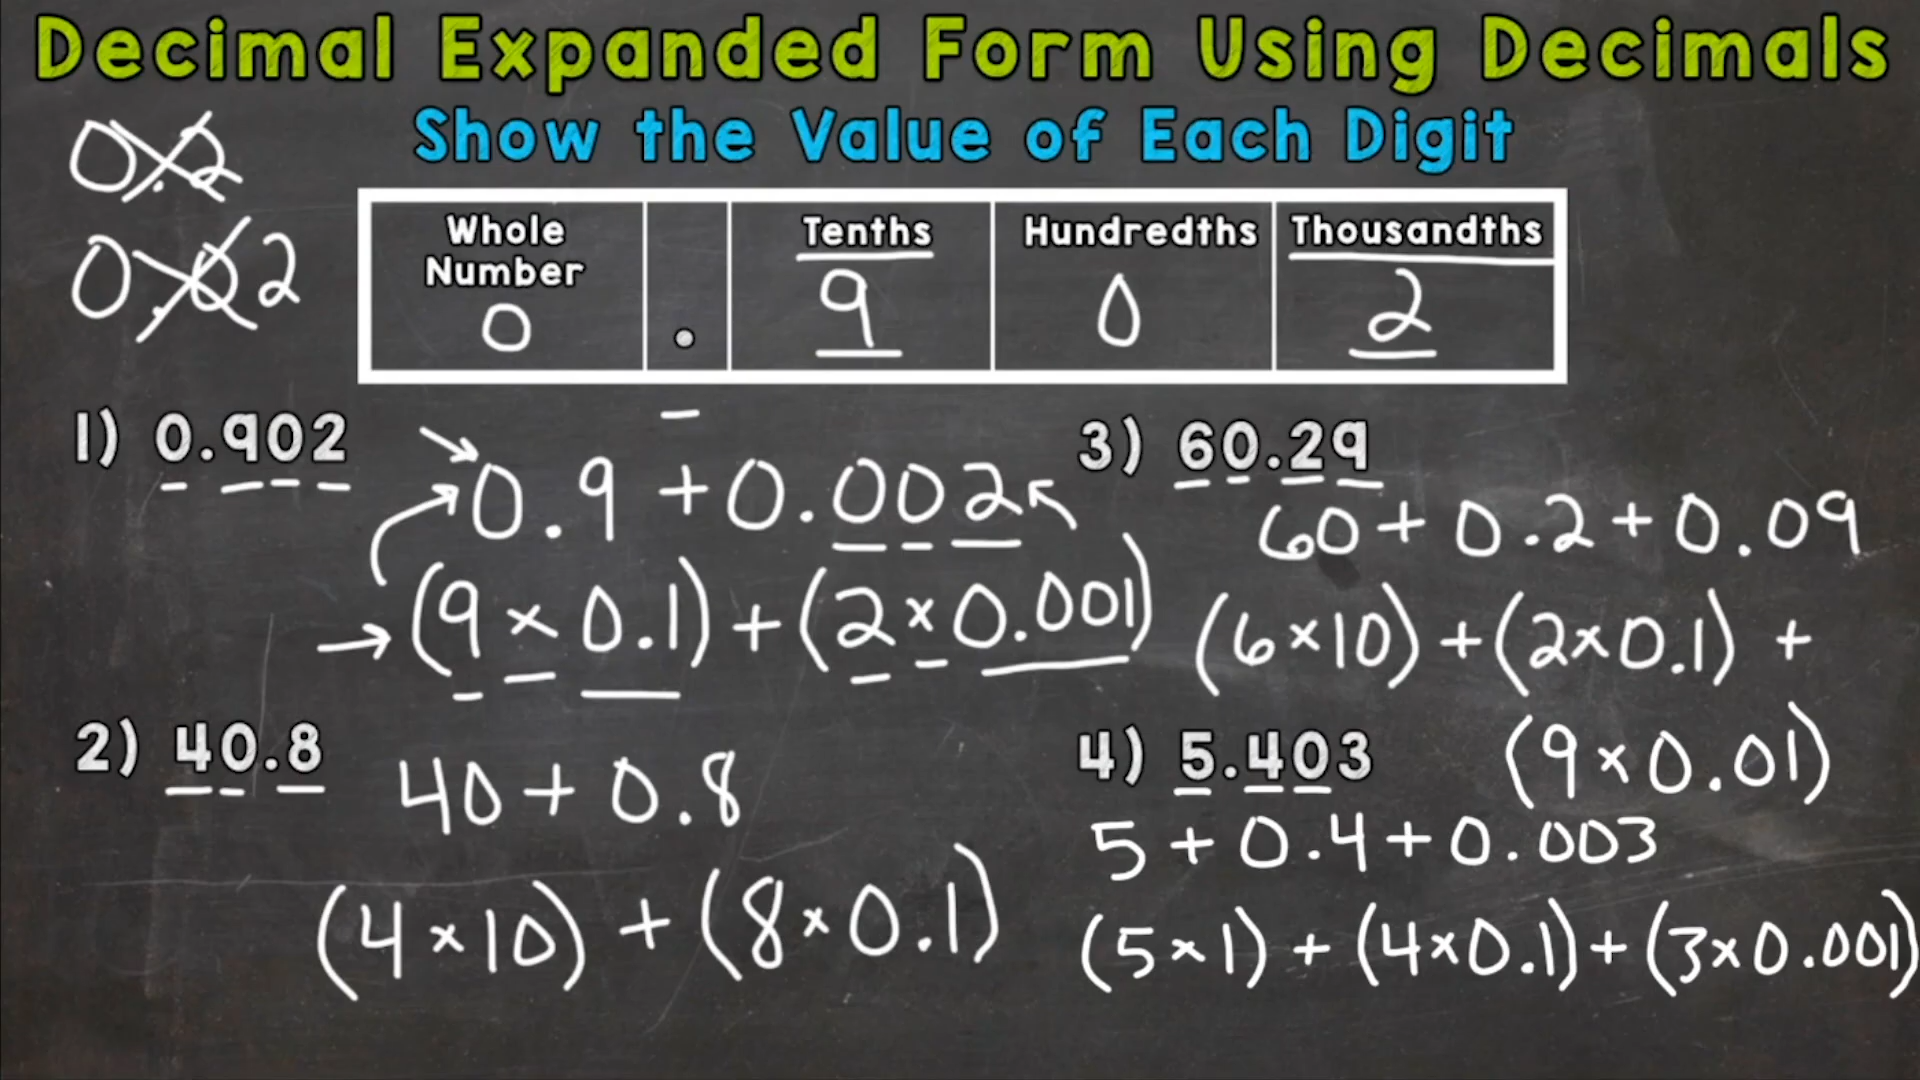 Decimal Expanded Form Using Decimals
Show the Value of Each Digit
0.2
0.02
Whole Number Tenths Hundredths Thousandths
0 . 9 0 2
1) 0.902
0.9 + 0.002
(9 × 0.1) + (2 × 0.001)
2) 40.8
40 + 0.8
(4 × 10) + (8 × 0.1)
3) 60.29
60 + 0.2 + 0.09
(6 × 10) + (2 × 0.1) +
(9 × 0.01)
4) 5.403
5 + 0.4 + 0.003
(5 × 1) + (4 × 0.1) + (3 × 0.001)